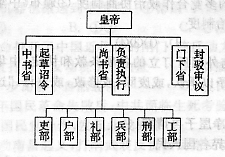 皇帝
中书省
起草诏令
尚书省
负责执行
门下省
封驳审议
吏部
户部
礼部
兵部
刑部
工部